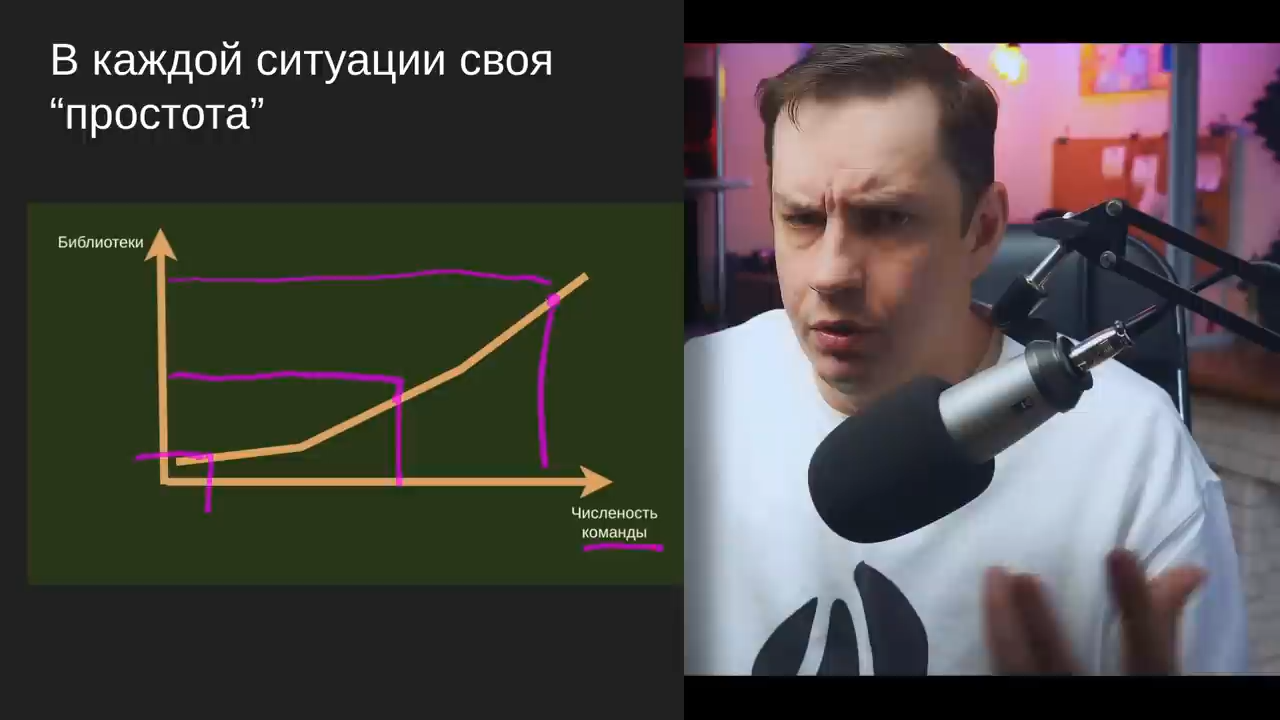 В каждой ситуации своя
“простота”
Библиотеки
Численость
команды